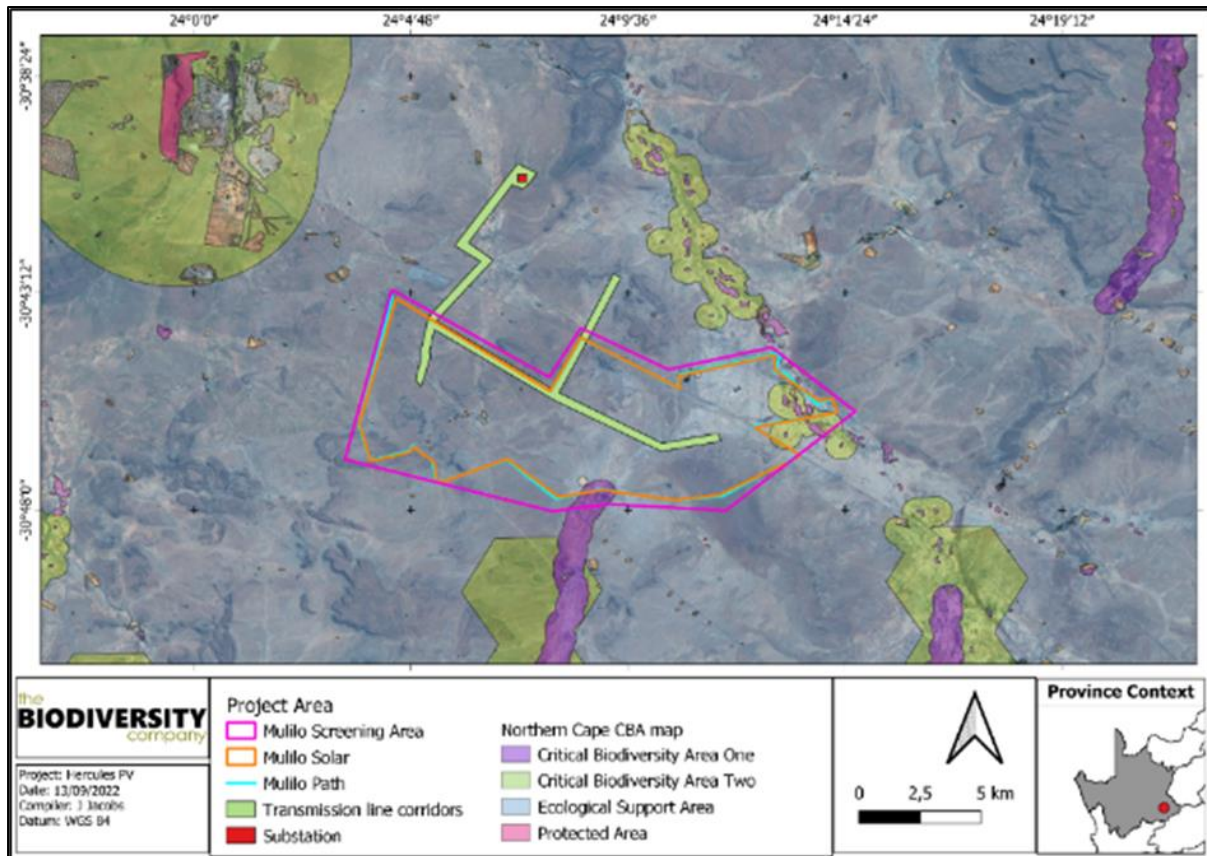 24°0'0" 24°4'48" 24°9'36" 24°14'24" 24°19'12"
-30°38'24"
-30°43'12"
-30°48'0"
the
BIODIVERSITY
company
Project: Hercules PV
Date: 13/09/2022
Compiler: J Jacobs
Datum: WGS 84
Project Area
Mulilo Screening Area
Mulilo Solar
Mulilo Path
Transmission line corridors
Substation
Northern Cape CBA map
Critical Biodiversity Area One
Critical Biodiversity Area Two
Ecological Support Area
Protected Area
0 2,5 5 km
Province Context